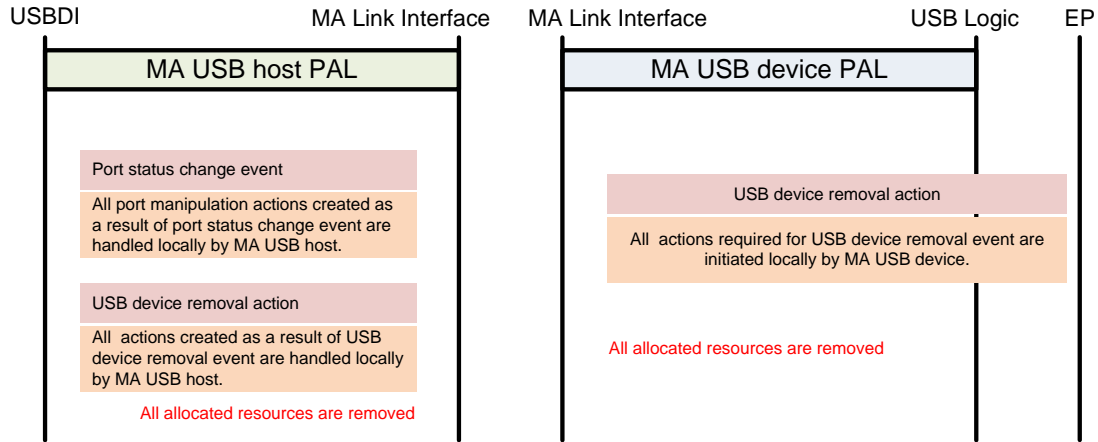 USBDI
MA Link Interface
MA Link Interface
USB Logic
EP
MA USB host PAL
MA USB device PAL
Port status change event
All port manipulation actions created as
a result of port status change event are
handled locally by MA USB host.
USB device removal action
All actions created as a result of USB
device removal event are handled locally
by MA USB host.
All allocated resources are removed
USB device removal action
All actions required for USB device removal event are
initiated locally by MA USB device.
All allocated resources are removed